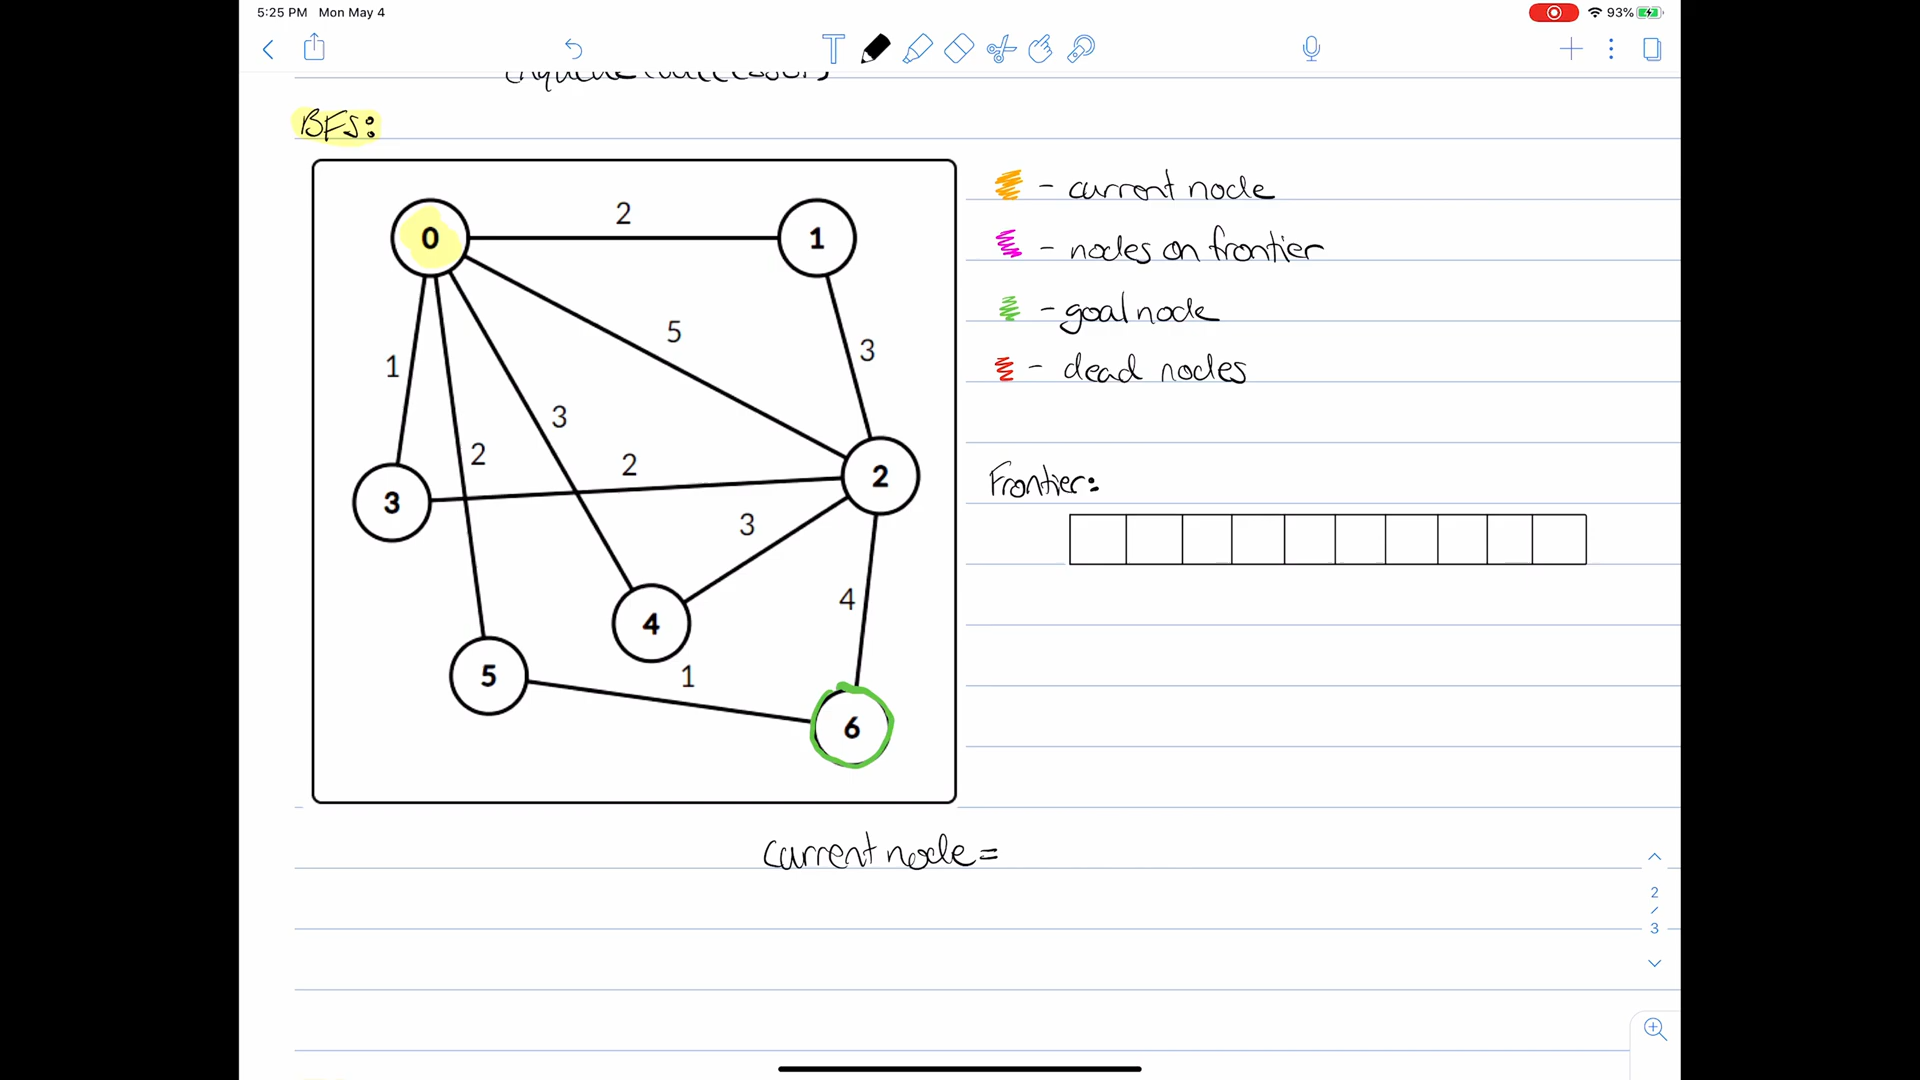 5:25 PM Mon May 4
93%
T
BFS:
0
2
1
5
3
1
3
2
2
2
3
3
4
4
5
1
6
- current node
- nodes on frontier
- goal node
- dead nodes
Frontier:
current node =
2
/
3